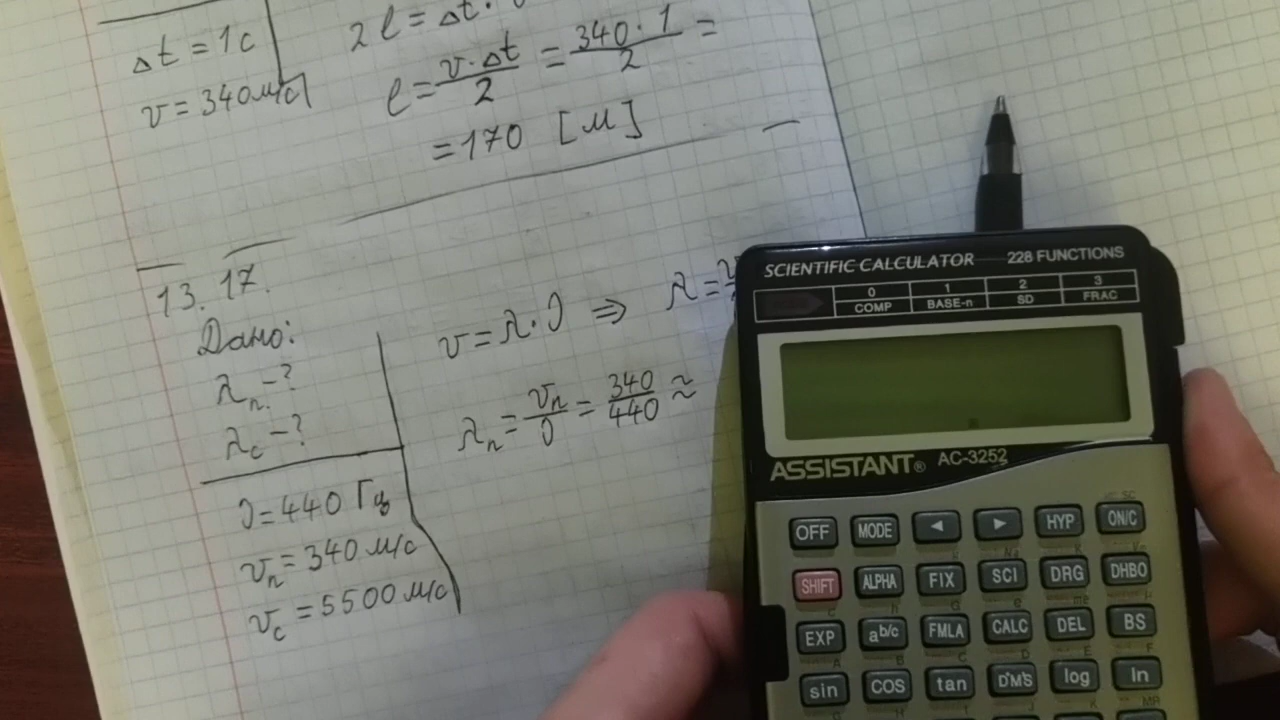 Δt = 1c
v = 340м/с
2l = Δt ·
l = v · Δt / 2 = 340 · 1 / 2 =
= 170 [м]
13. 17.
Дано:
λп - ?
λс - ?
ν = 440 Гц
vп = 340 м/с
vс = 5500 м/с
v = λ · ν ⇒ λ =
λп = vп / ν = 340 / 440 ≈
SCIENTIFIC CALCULATOR 228 FUNCTIONS
0 1 2 3
COMP BASE-n SD FRAC
ASSISTANT® AC-3252
OFF MODE ◄ ► HYP ON/C
SHIFT ALPHA FIX SCI DRG DHBO
EXP a b/c FMLA CALC DEL BS
sin COS tan D°M'S log ln